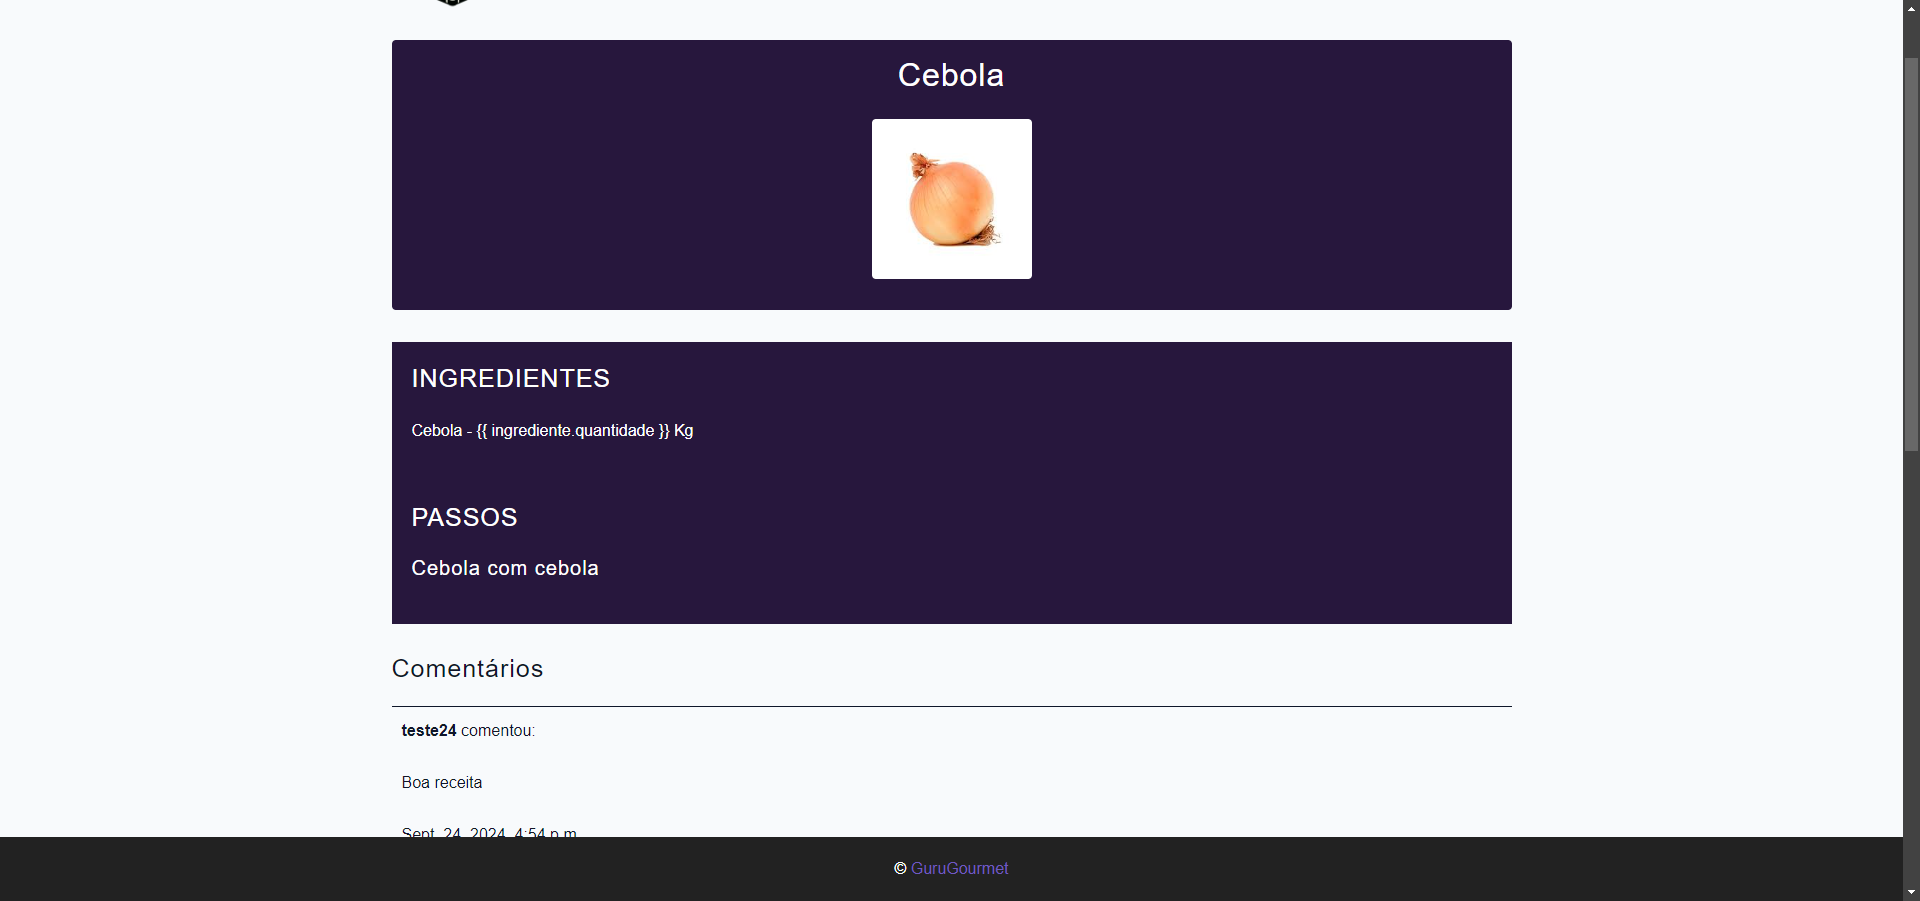 Cebola
INGREDIENTES
Cebola - {{ ingrediente.quantidade }} Kg
PASSOS
Cebola com cebola
Comentários
teste24 comentou:
Boa receita
Sept. 24, 2024, 4:54 p.m.
© GuruGourmet